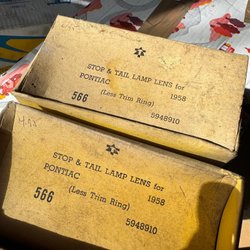 STOP & TAIL LAMP LENS for
PONTIAC 1958
(Less Trim Ring)
566
5948910
STOP & TAIL LAMP LENS for
PONTIAC 1958
(Less Trim Ring)
566
5948910